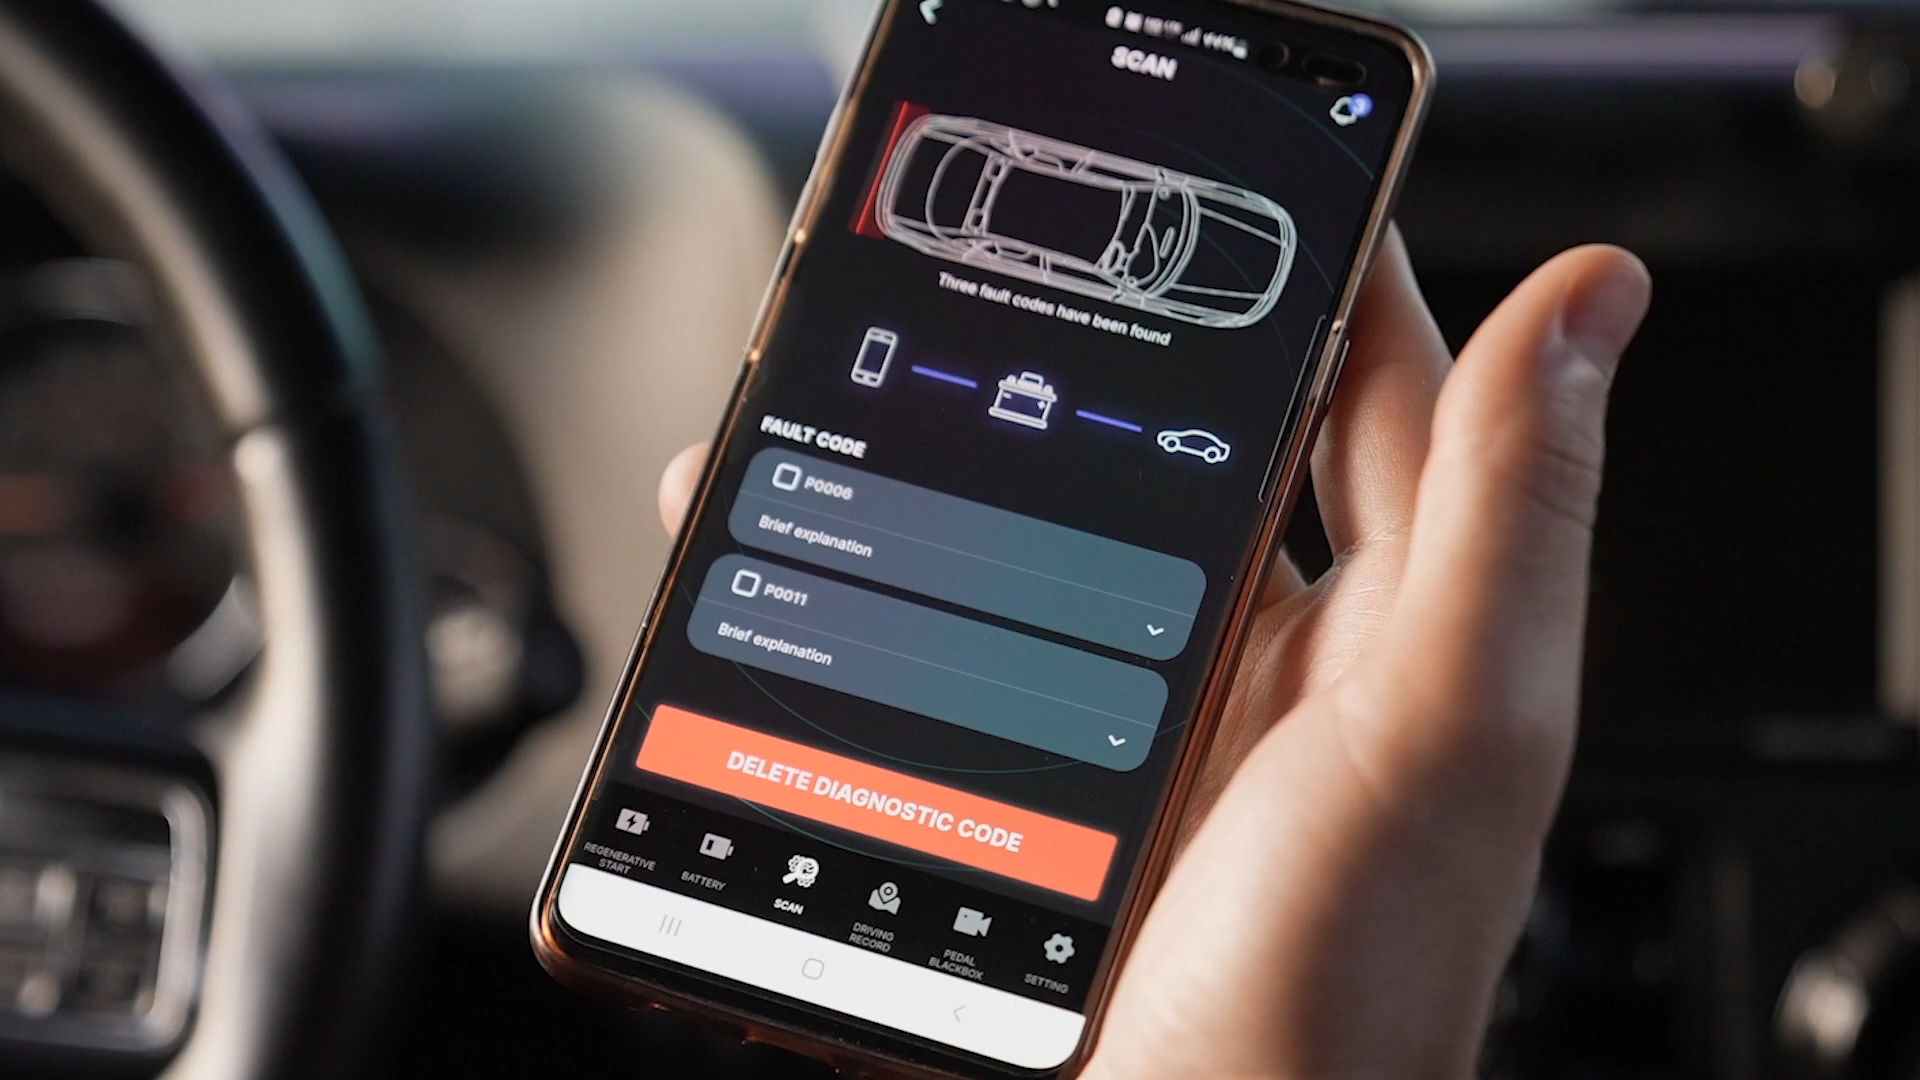 SCAN
3
Three fault codes have been found
FAULT CODE
P0006
Brief explanation
P0011
Brief explanation
DELETE DIAGNOSTIC CODE
REGENERATIVE
START
BATTERY
SCAN
DRIVING
RECORD
PEDAL
BLACKBOX
SETTING